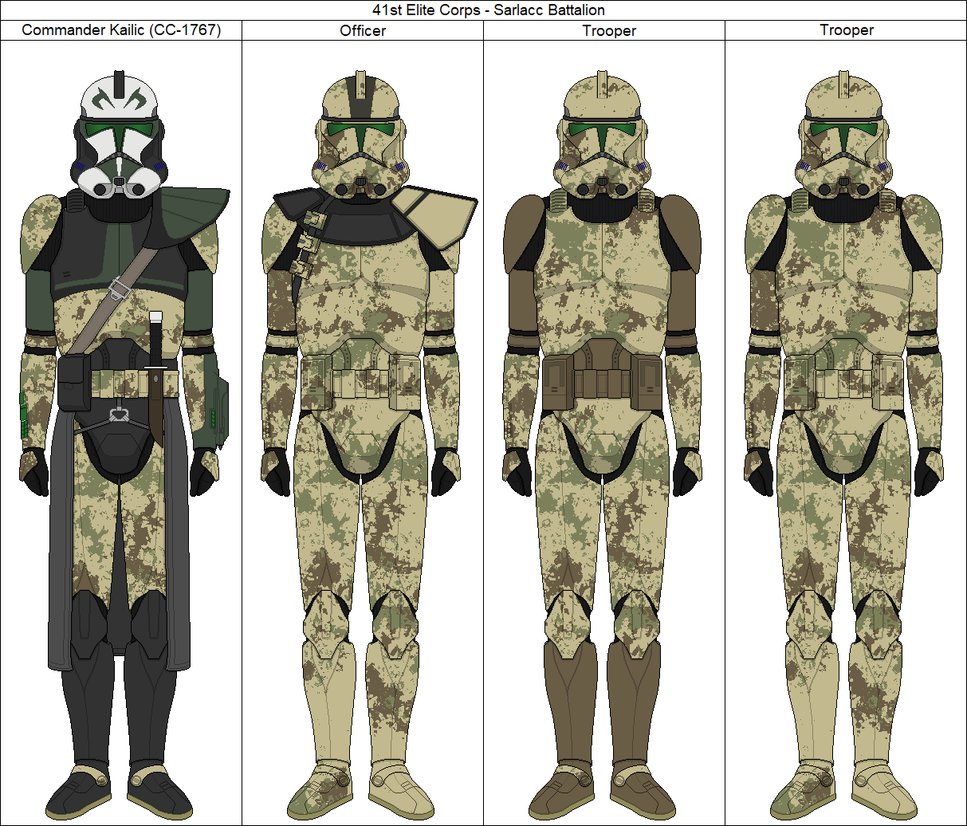 41st Elite Corps - Sarlacc Battalion
Commander Kailic (CC-1767)
Officer
Trooper
Trooper